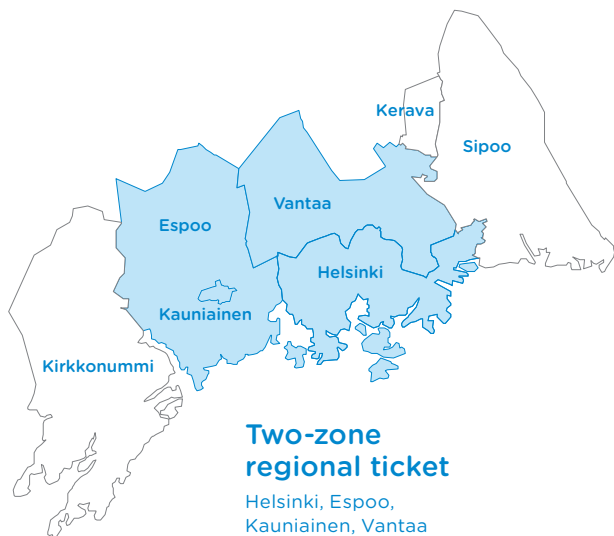 Kerava
Sipoo
Vantaa
Espoo
Helsinki
Kauniainen
Kirkkonummi
Two-zone
regional ticket
Helsinki, Espoo,
Kauniainen, Vantaa